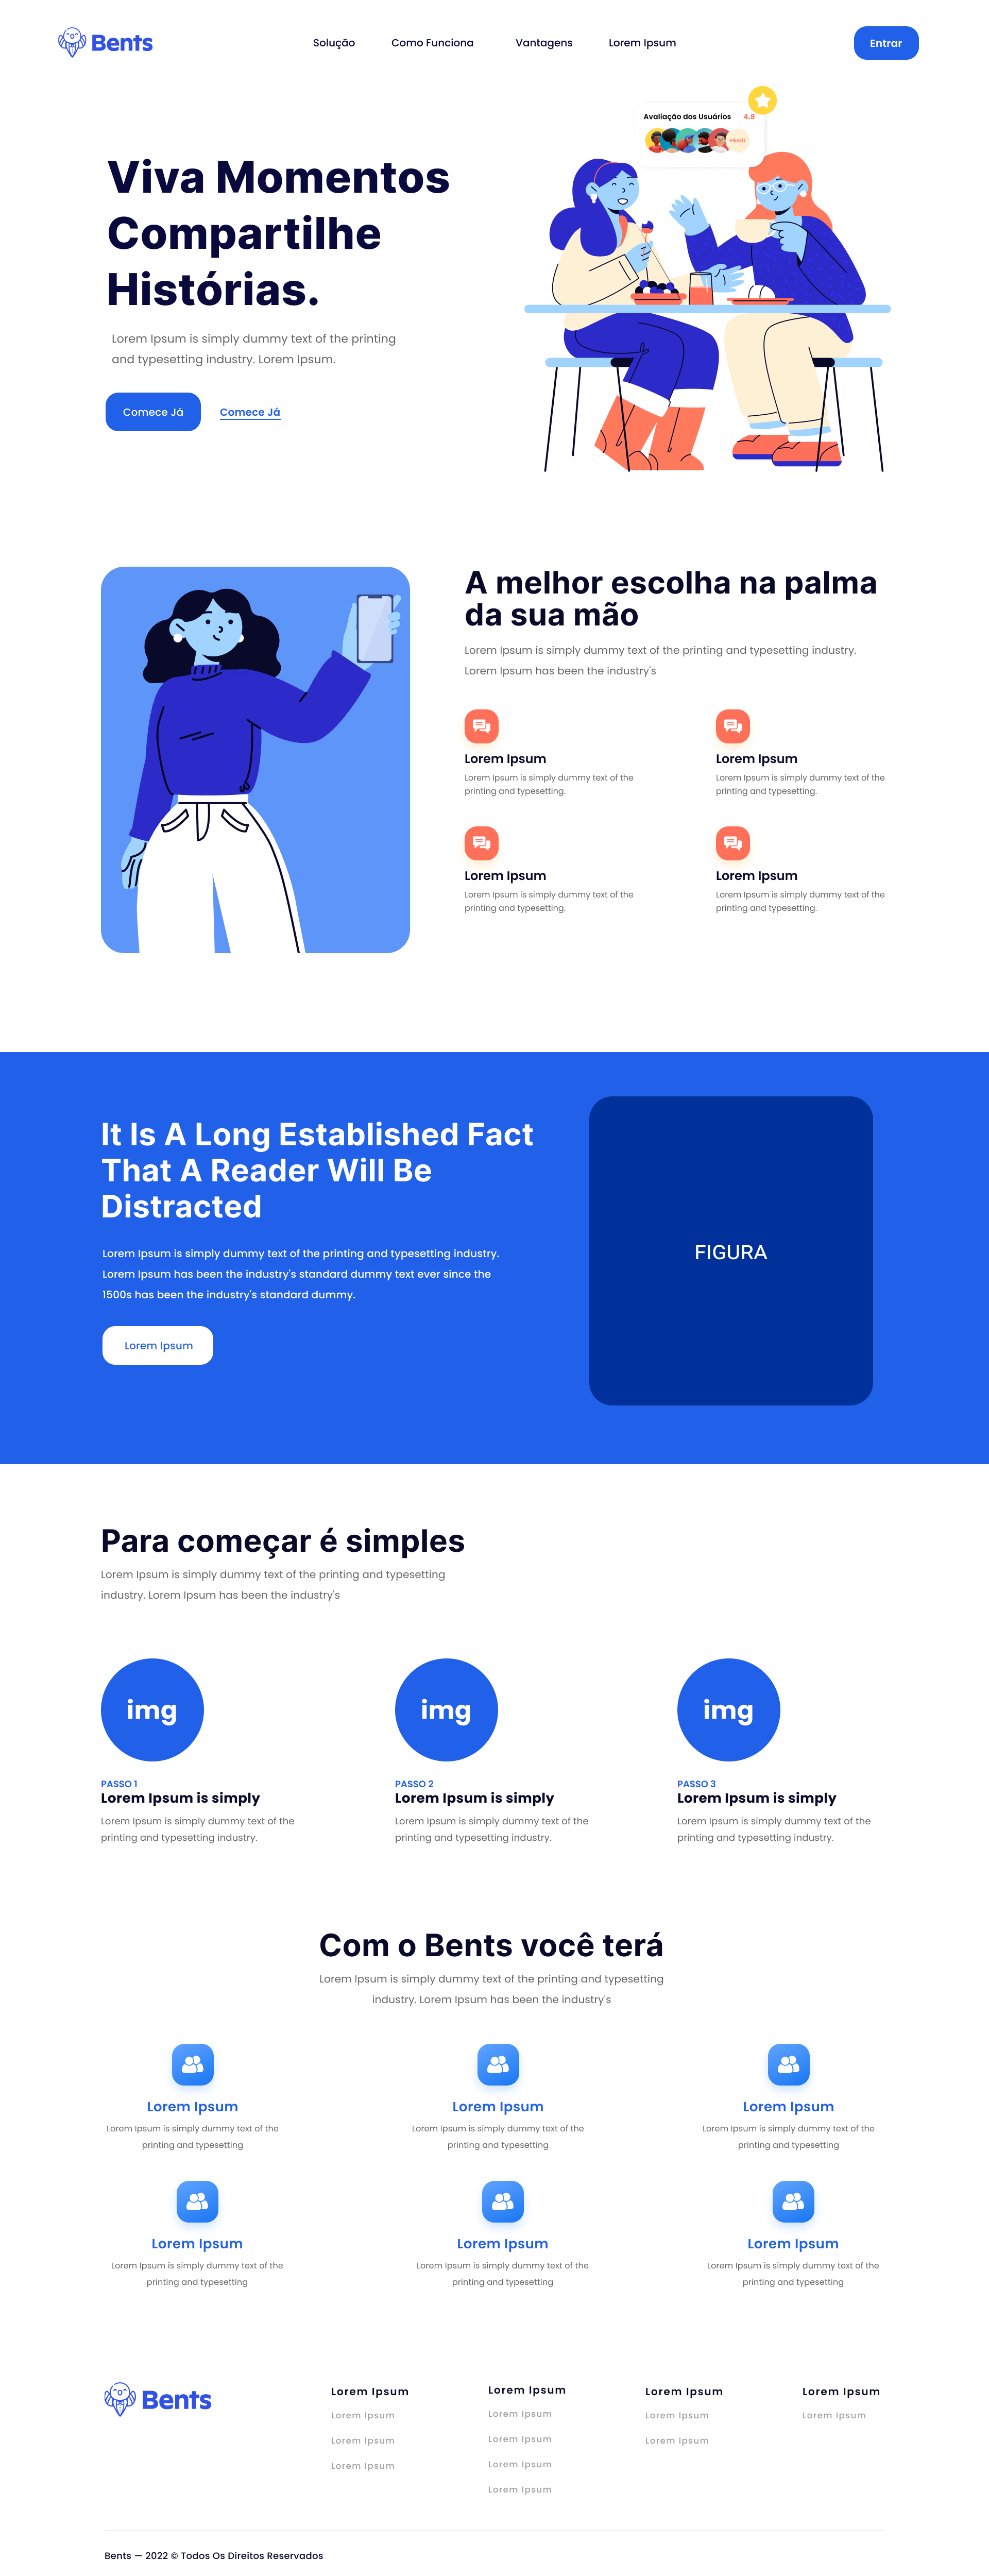 Bents
Solução
Como Funciona
Vantagens
Lorem Ipsum
Entrar
Avaliação dos Usuários 4.8
+5mil
Viva Momentos
Compartilhe
Histórias.
Lorem Ipsum is simply dummy text of the printing
and typesetting industry. Lorem Ipsum.
Comece Já
Comece Já
A melhor escolha na palma
da sua mão
Lorem Ipsum is simply dummy text of the printing and typesetting industry.
Lorem Ipsum has been the industry's
Lorem Ipsum
Lorem Ipsum is simply dummy text of the
printing and typesetting.
Lorem Ipsum
Lorem Ipsum is simply dummy text of the
printing and typesetting.
Lorem Ipsum
Lorem Ipsum is simply dummy text of the
printing and typesetting.
Lorem Ipsum
Lorem Ipsum is simply dummy text of the
printing and typesetting.
It Is A Long Established Fact
That A Reader Will Be
Distracted
Lorem Ipsum is simply dummy text of the printing and typesetting industry.
Lorem Ipsum has been the industry's standard dummy text ever since the
1500s has been the industry's standard dummy.
Lorem Ipsum
FIGURA
Para começar é simples
Lorem Ipsum is simply dummy text of the printing and typesetting
industry. Lorem Ipsum has been the industry's
img
PASSO 1
Lorem Ipsum is simply
Lorem Ipsum is simply dummy text of the
printing and typesetting industry.
img
PASSO 2
Lorem Ipsum is simply
Lorem Ipsum is simply dummy text of the
printing and typesetting industry.
img
PASSO 3
Lorem Ipsum is simply
Lorem Ipsum is simply dummy text of the
printing and typesetting industry.
Com o Bents você terá
Lorem Ipsum is simply dummy text of the printing and typesetting
industry. Lorem Ipsum has been the industry's
Lorem Ipsum
Lorem Ipsum is simply dummy text of the
printing and typesetting
Lorem Ipsum
Lorem Ipsum is simply dummy text of the
printing and typesetting
Lorem Ipsum
Lorem Ipsum is simply dummy text of the
printing and typesetting
Lorem Ipsum
Lorem Ipsum is simply dummy text of the
printing and typesetting
Lorem Ipsum
Lorem Ipsum is simply dummy text of the
printing and typesetting
Lorem Ipsum
Lorem Ipsum is simply dummy text of the
printing and typesetting
Bents
Lorem Ipsum
Lorem Ipsum
Lorem Ipsum
Lorem Ipsum
Lorem Ipsum
Lorem Ipsum
Lorem Ipsum
Lorem Ipsum
Lorem Ipsum
Lorem Ipsum
Lorem Ipsum
Lorem Ipsum
Lorem Ipsum
Lorem Ipsum
Bents — 2022 © Todos Os Direitos Reservados